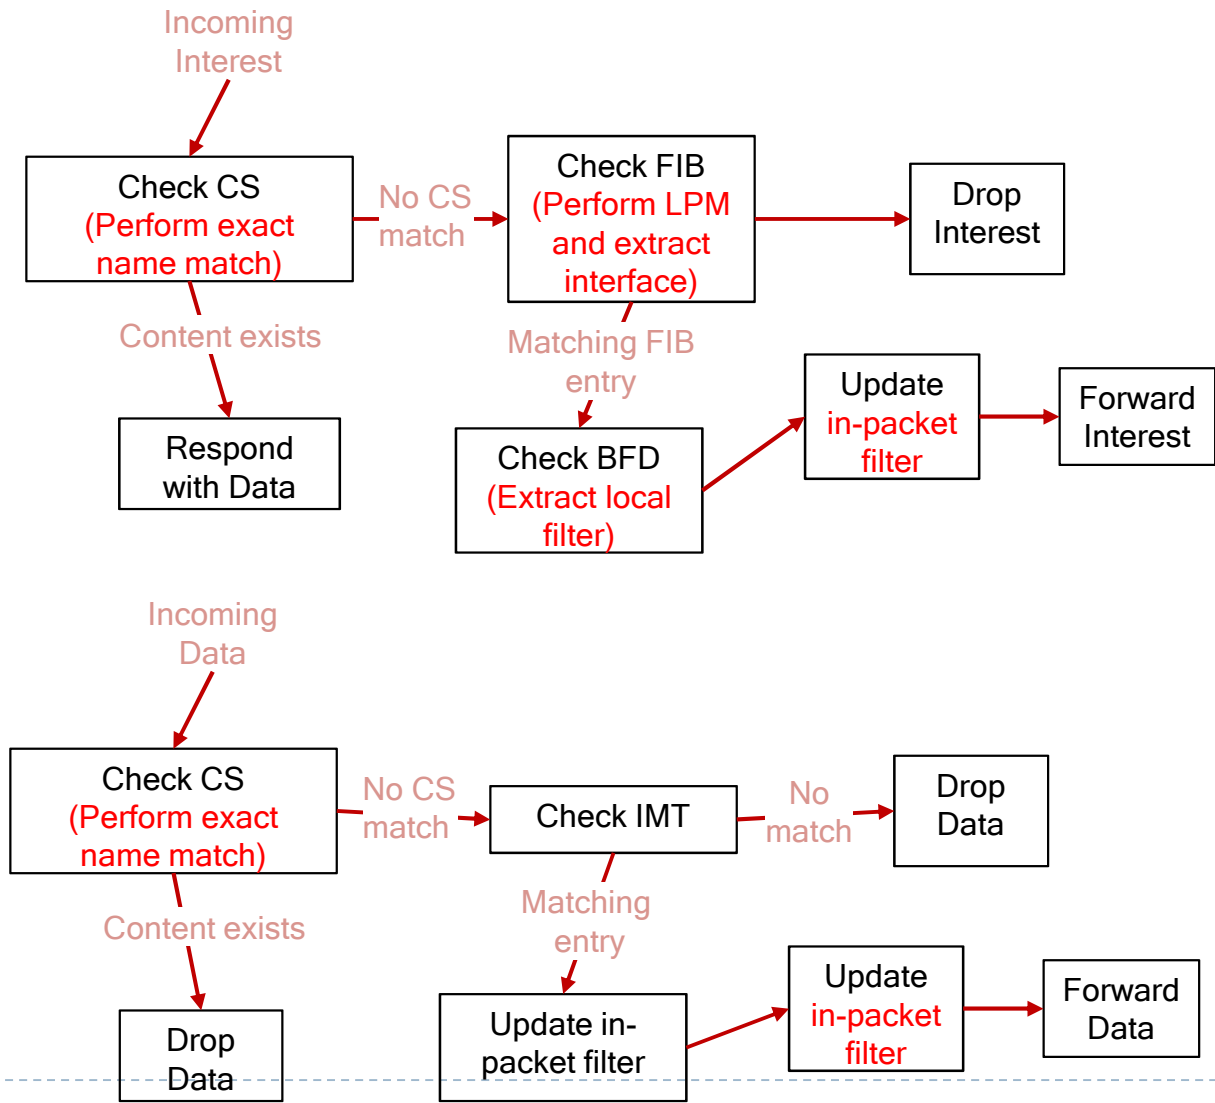 Incoming
Interest
Check CS
(Perform exact
name match)
No CS
match
Check FIB
(Perform LPM
and extract
interface)
Drop
Interest
Content exists
Matching FIB
entry
Respond
with Data
Check BFD
(Extract local
filter)
Update
in-packet
filter
Forward
Interest
Incoming
Data
Check CS
(Perform exact
name match)
No CS
match
Check IMT
No
match
Drop
Data
Content exists
Matching
entry
Drop
Data
Update in-
packet filter
Update
in-packet
filter
Forward
Data